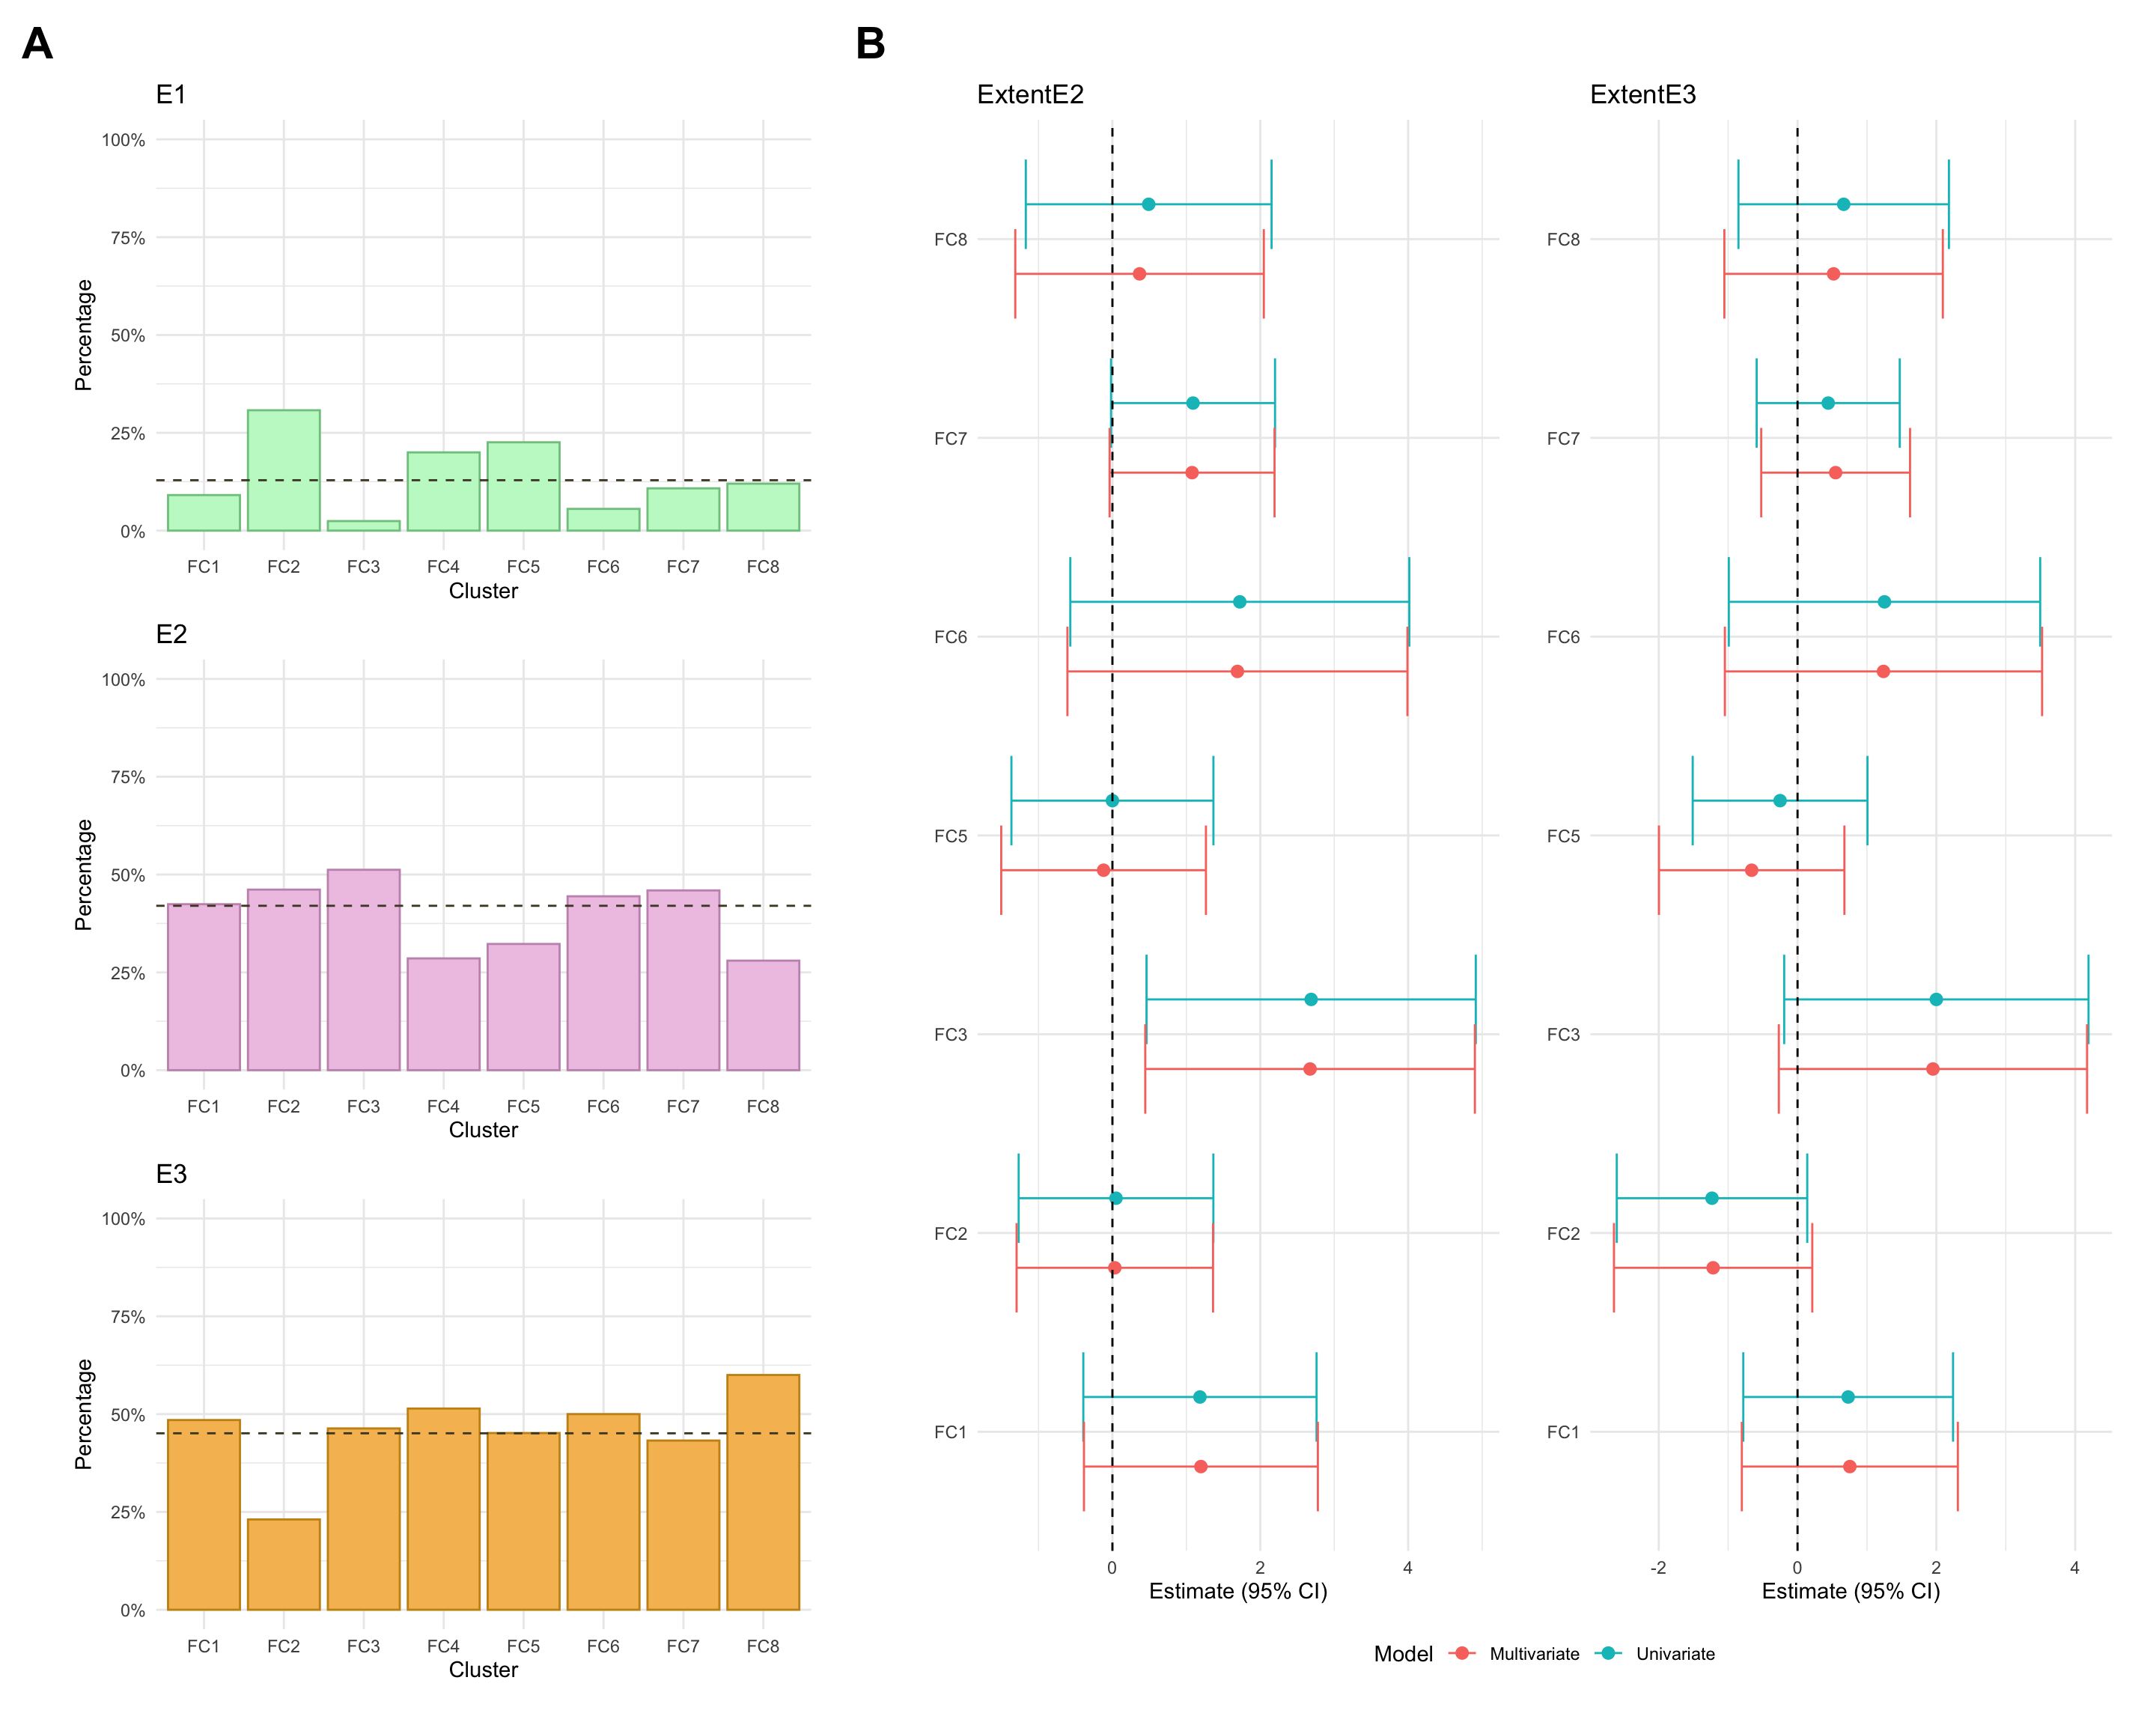 A
E1
Percentage
100%
75%
50%
25%
0%
FC1 FC2 FC3 FC4 FC5 FC6 FC7 FC8
Cluster
E2
Percentage
100%
75%
50%
25%
0%
FC1 FC2 FC3 FC4 FC5 FC6 FC7 FC8
Cluster
E3
Percentage
100%
75%
50%
25%
0%
FC1 FC2 FC3 FC4 FC5 FC6 FC7 FC8
Cluster
B
ExtentE2
FC8
FC7
FC6
FC5
FC3
FC2
FC1
0 2 4
Estimate (95% CI)
ExtentE3
FC8
FC7
FC6
FC5
FC3
FC2
FC1
-2 0 2 4
Estimate (95% CI)
Model Multivariate Univariate